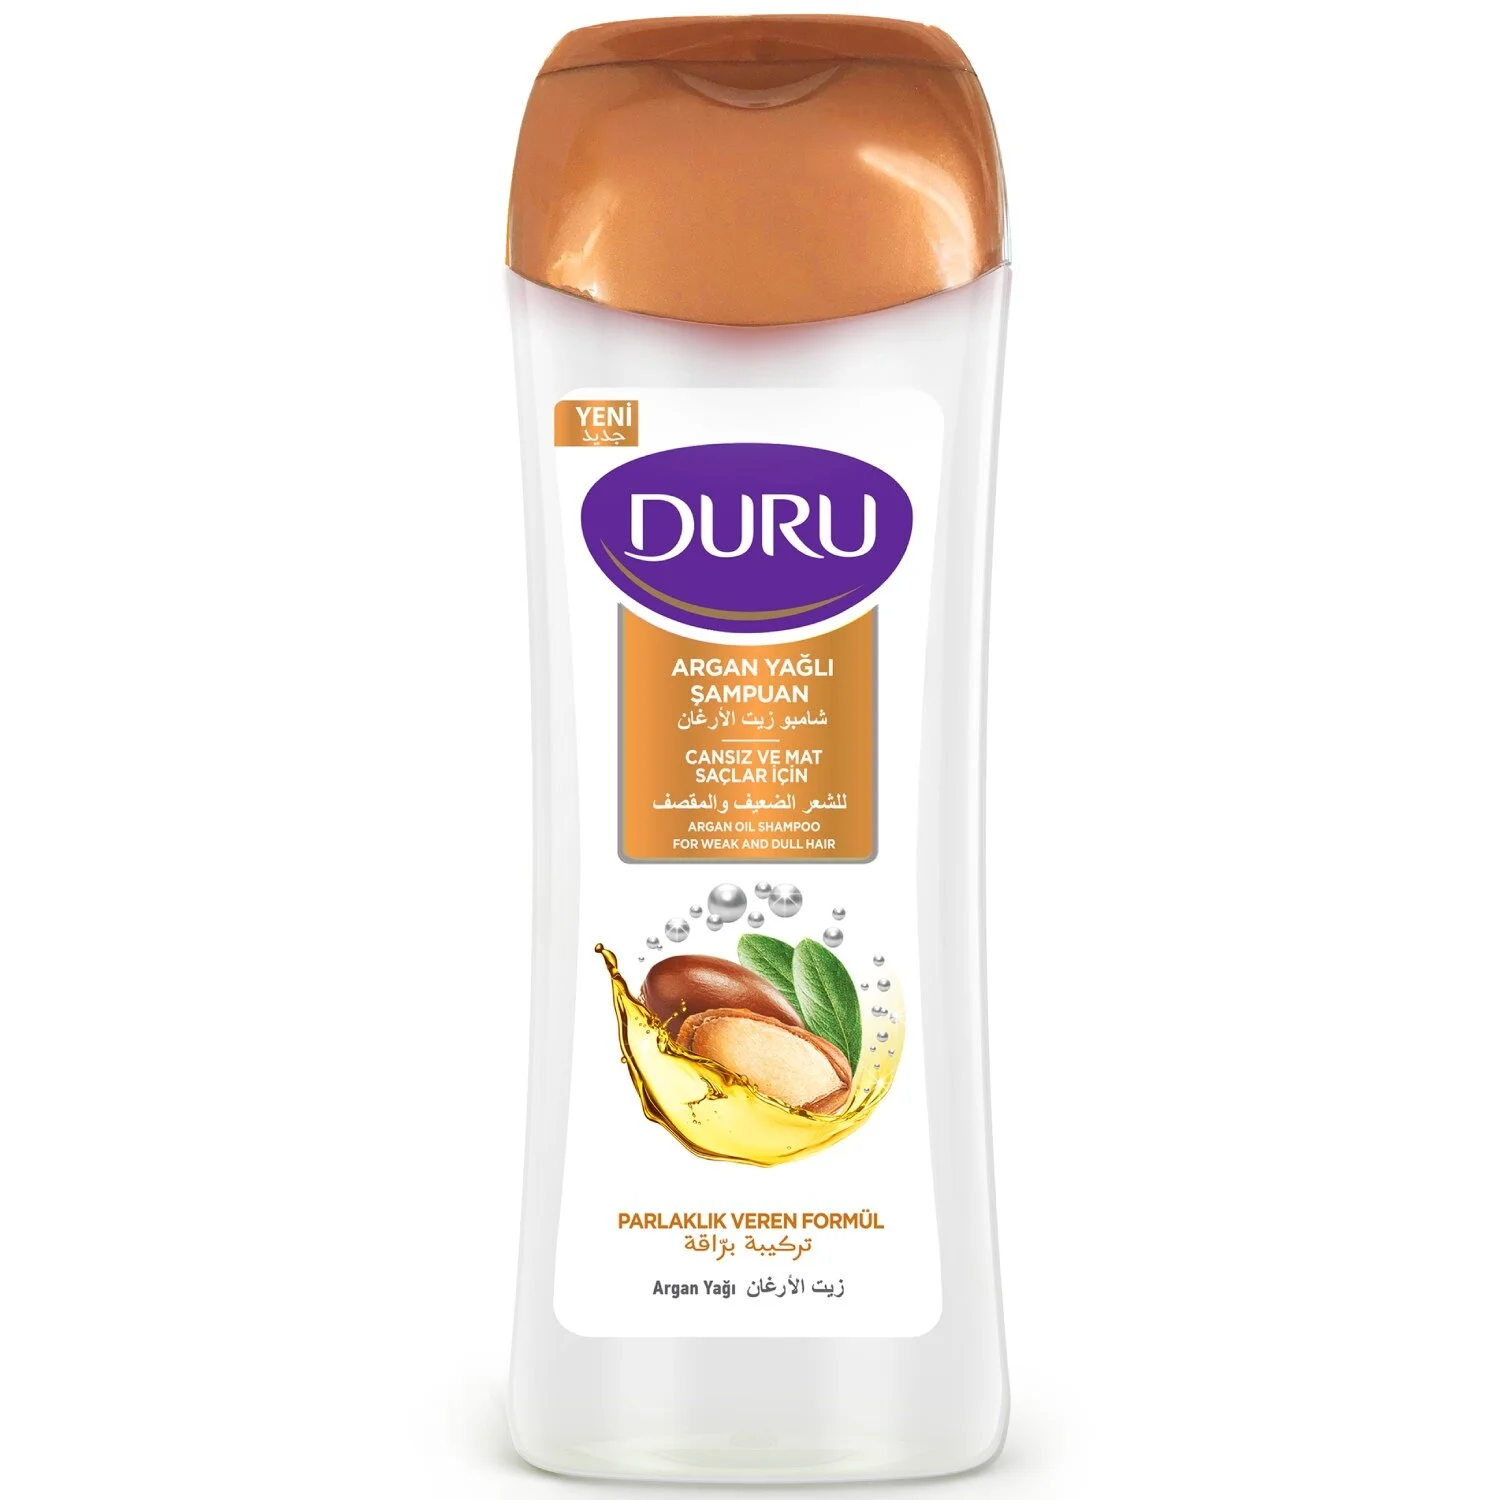 YENİ
جديد
DURU
ARGAN YAĞLI
ŞAMPUAN
شامبو زيت الأرغان
CANSIZ VE MAT
SAÇLAR İÇİN
للشعر الضعيف والمقصف
ARGAN OIL SHAMPOO
FOR WEAK AND DULL HAIR
PARLAKLIK VEREN FORMÜL
تركيبة برّاقة
Argan Yağı زيت الأرغان